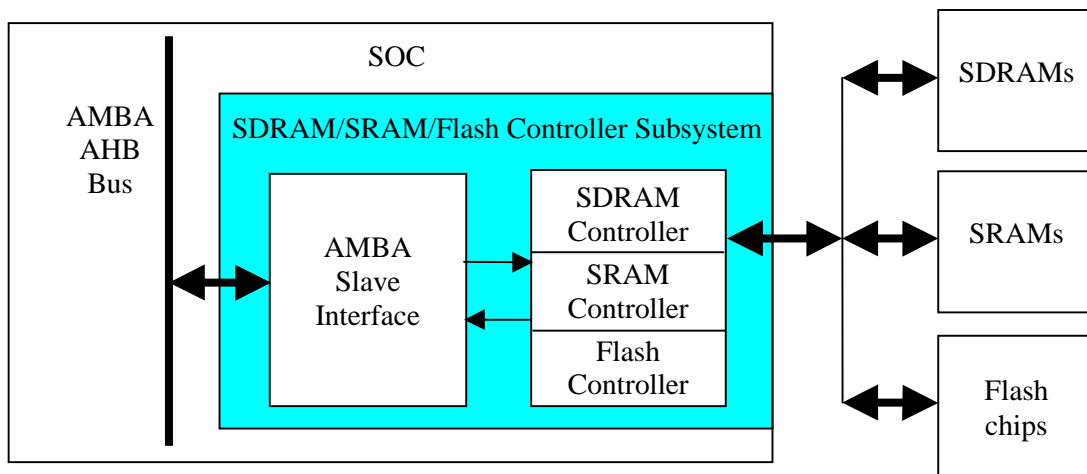 SOC
AMBA
AHB
Bus
SDRAM/SRAM/Flash Controller Subsystem
AMBA
Slave
Interface
SDRAM
Controller
SRAM
Controller
Flash
Controller
SDRAMs
SRAMs
Flash
chips